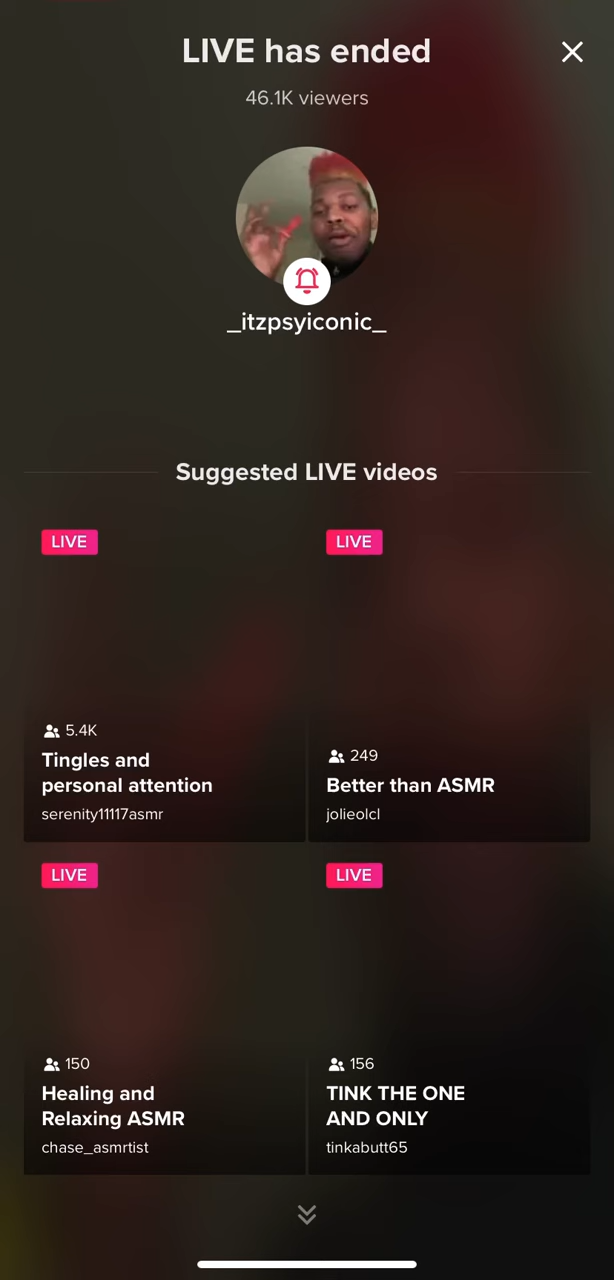 LIVE has ended
46.1K viewers
_itzpsyiconic_
Suggested LIVE videos
LIVE
5.4K
Tingles and
personal attention
serenity11117asmr
LIVE
249
Better than ASMR
jolieolcl
LIVE
150
Healing and
Relaxing ASMR
chase_asmrtist
LIVE
156
TINK THE ONE
AND ONLY
tinkabutt65